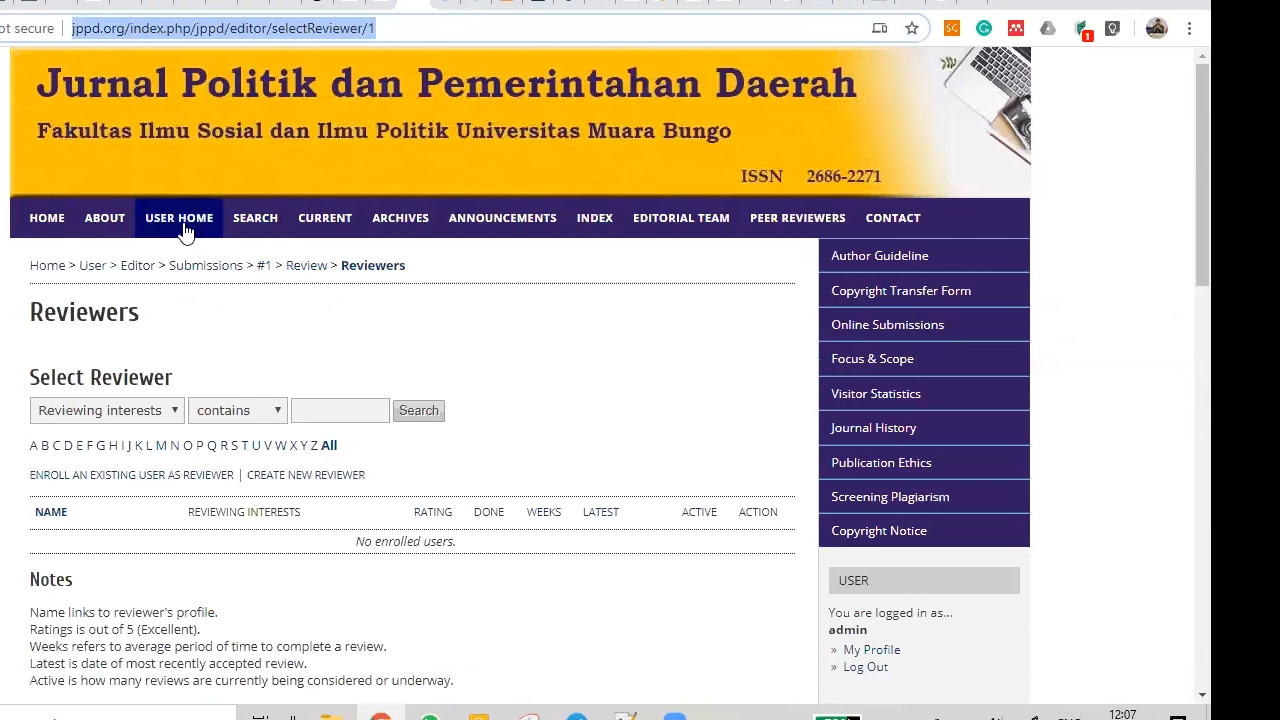 ot secure
jppd.org/index.php/jppd/editor/selectReviewer/1
1
Jurnal Politik dan Pemerintahan Daerah
Fakultas Ilmu Sosial dan Ilmu Politik Universitas Muara Bungo
ISSN 2686-2271
HOME ABOUT USER HOME SEARCH CURRENT ARCHIVES ANNOUNCEMENTS INDEX EDITORIAL TEAM PEER REVIEWERS CONTACT
Home > User > Editor > Submissions > #1 > Review > Reviewers
Reviewers
Select Reviewer
Reviewing interests contains Search
A B C D E F G H I J K L M N O P Q R S T U V W X Y Z All
ENROLL AN EXISTING USER AS REVIEWER | CREATE NEW REVIEWER
NAME REVIEWING INTERESTS RATING DONE WEEKS LATEST ACTIVE ACTION
No enrolled users.
Notes
Name links to reviewer's profile.
Ratings is out of 5 (Excellent).
Weeks refers to average period of time to complete a review.
Latest is date of most recently accepted review.
Active is how many reviews are currently being considered or underway.
Author Guideline
Copyright Transfer Form
Online Submissions
Focus & Scope
Visitor Statistics
Journal History
Publication Ethics
Screening Plagiarism
Copyright Notice
USER
You are logged in as...
admin
» My Profile
» Log Out
12:07